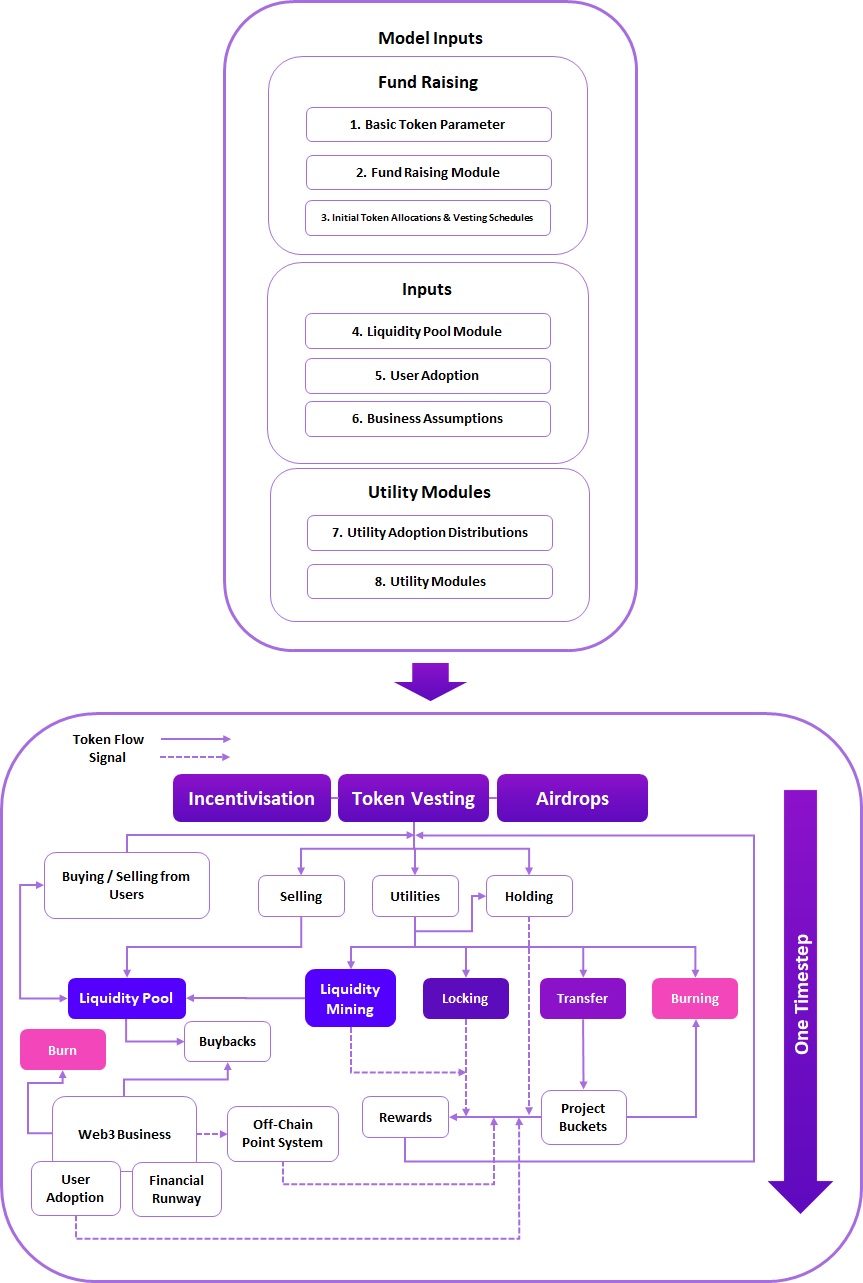 Model Inputs
Fund Raising
1. Basic Token Parameter
2. Fund Raising Module
3. Initial Token Allocations & Vesting Schedules
Inputs
4. Liquidity Pool Module
5. User Adoption
6. Business Assumptions
Utility Modules
7. Utility Adoption Distributions
8. Utility Modules
Token Flow
Signal
Incentivisation
Token Vesting
Airdrops
Buying / Selling from
Users
Selling
Utilities
Holding
Liquidity Pool
Liquidity
Mining
Locking
Transfer
Burning
One Timestep
Burn
Buybacks
Web3 Business
Off-Chain
Point System
Rewards
Project
Buckets
User
Adoption
Financial
Runway